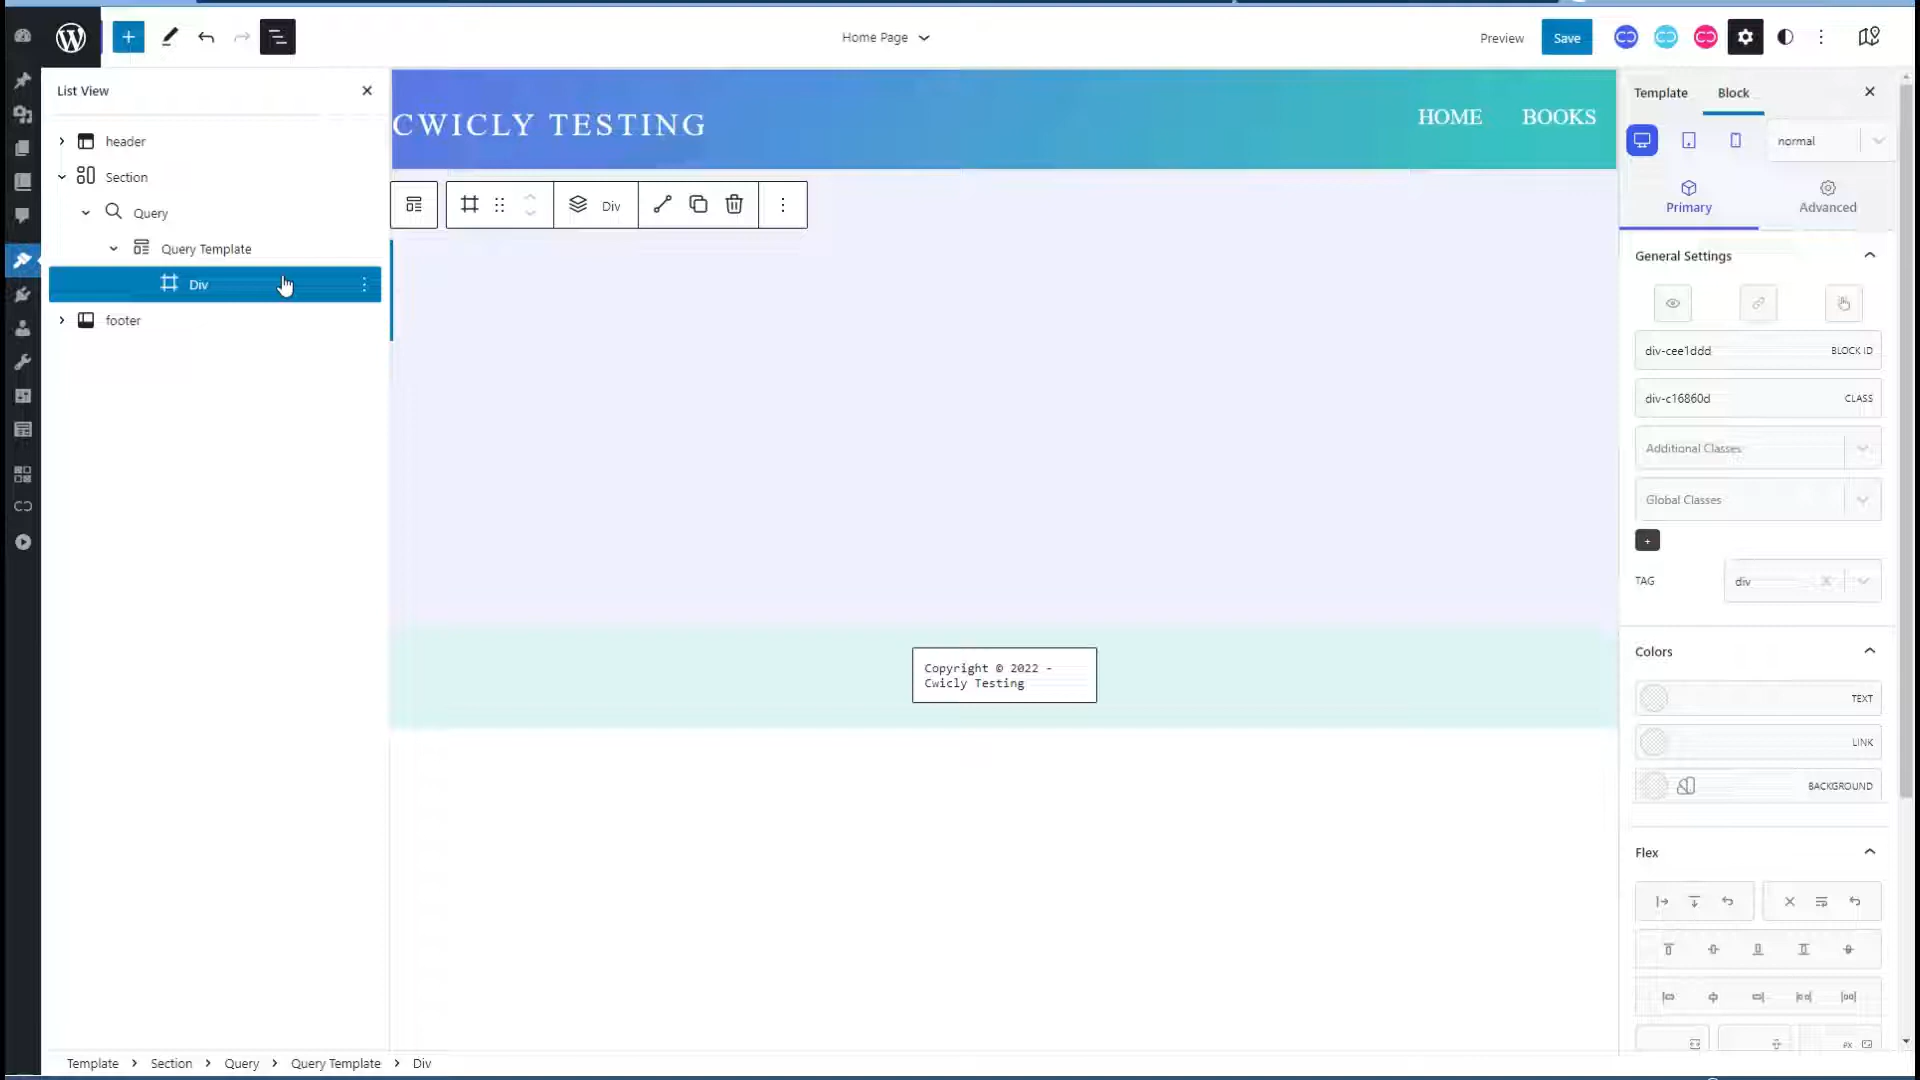 Home Page
Preview
Save
List View
header
Section
Query
Query Template
Div
footer
CWICLY TESTING
HOME
BOOKS
Div
Copyright © 2022 -
Cwicly Testing
Template
Block
normal
Primary
Advanced
General Settings
div-cee1ddd
BLOCK ID
div-c16860d
CLASS
Additional Classes
Global Classes
+
TAG
div
Colors
TEXT
LINK
BACKGROUND
Flex
PX
Template > Section > Query > Query Template > Div